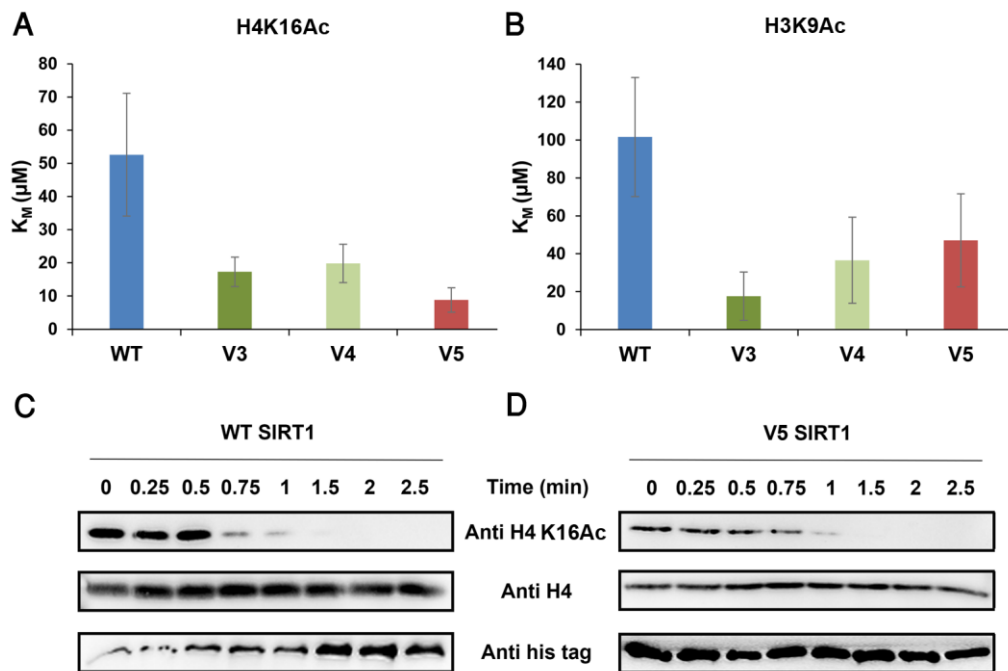 A
H4K16Ac
K_M (µM)
80
70
60
50
40
30
20
10
0
WT V3 V4 V5
B
H3K9Ac
K_M (µM)
140
120
100
80
60
40
20
0
WT V3 V4 V5
C
WT SIRT1
0 0.25 0.5 0.75 1 1.5 2 2.5
D
V5 SIRT1
0 0.25 0.5 0.75 1 1.5 2 2.5
Time (min)
Anti H4 K16Ac
Anti H4
Anti his tag